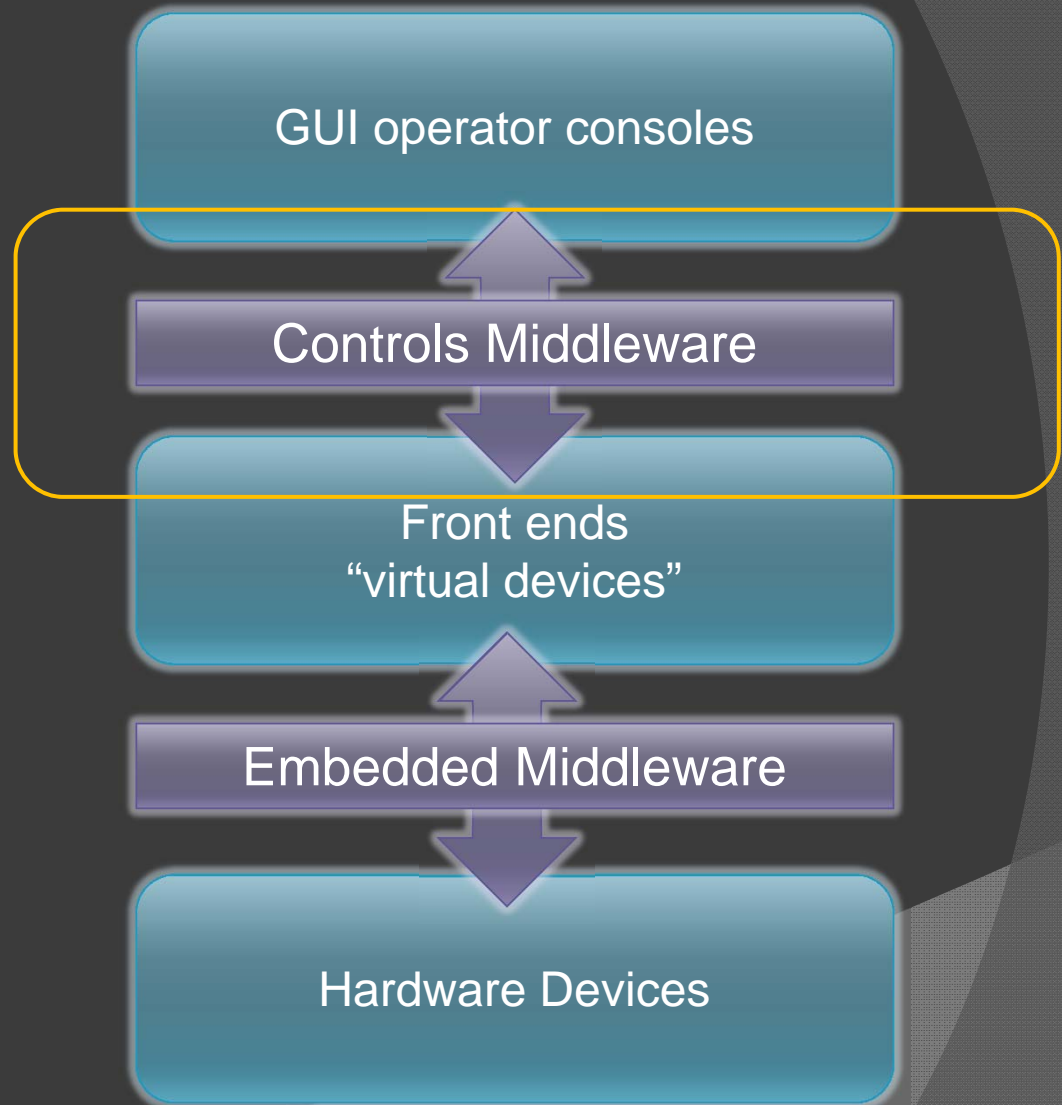 GUI operator consoles
Controls Middleware
Front ends
“virtual devices”
Embedded Middleware
Hardware Devices